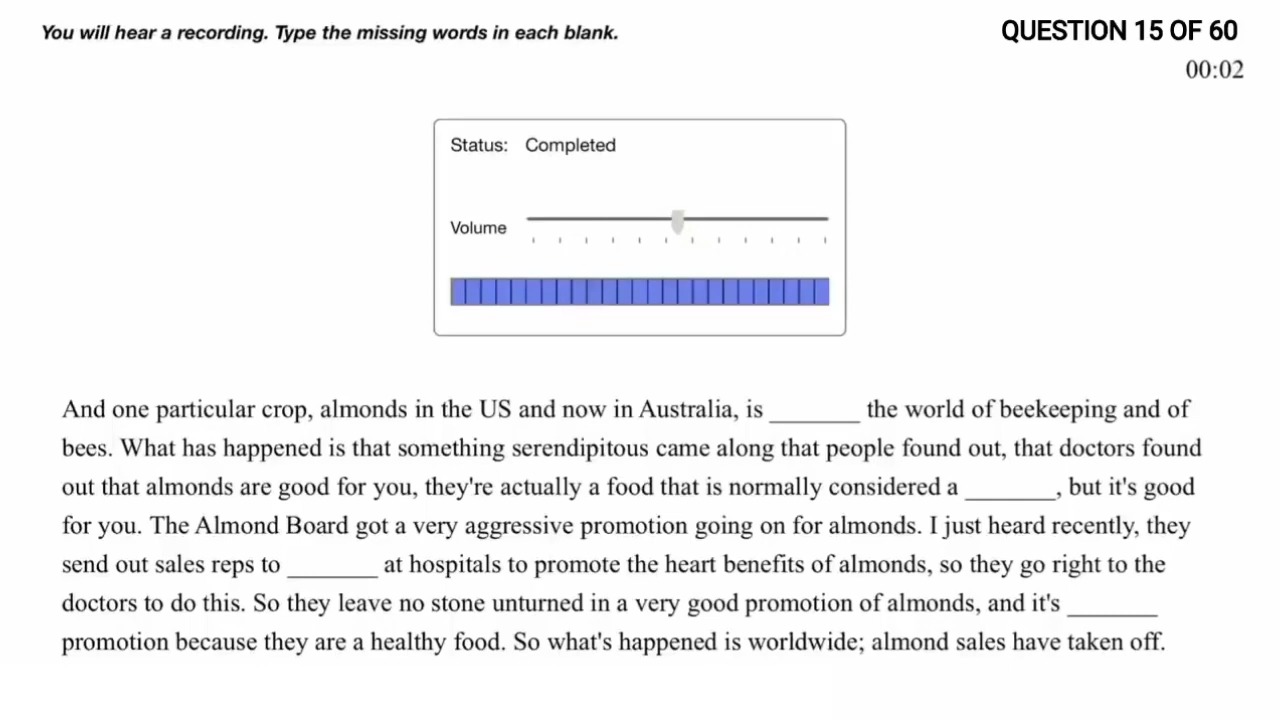 You will hear a recording. Type the missing words in each blank.
QUESTION 15 OF 60
00:02
Status: Completed
Volume
And one particular crop, almonds in the US and now in Australia, is ________ the world of beekeeping and of
bees. What has happened is that something serendipitous came along that people found out, that doctors found
out that almonds are good for you, they're actually a food that is normally considered a ________, but it's good
for you. The Almond Board got a very aggressive promotion going on for almonds. I just heard recently, they
send out sales reps to ________ at hospitals to promote the heart benefits of almonds, so they go right to the
doctors to do this. So they leave no stone unturned in a very good promotion of almonds, and it's ________
promotion because they are a healthy food. So what's happened is worldwide; almond sales have taken off.